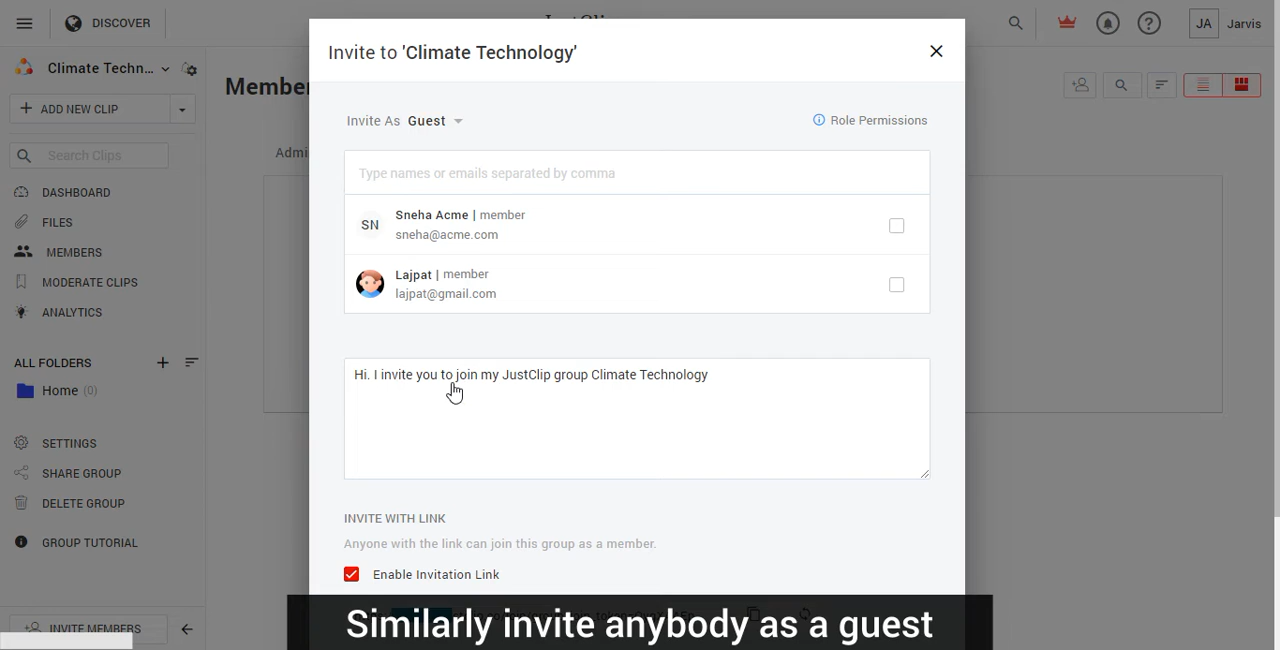 DISCOVER
JA Jarvis
Invite to 'Climate Technology'
Climate Techn...
Member
ADD NEW CLIP
Invite As Guest
Role Permissions
Search Clips
Admi
Type names or emails separated by comma
DASHBOARD
SN
Sneha Acme | member
sneha@acme.com
FILES
MEMBERS
Lajpat | member
lajpat@gmail.com
MODERATE CLIPS
ANALYTICS
ALL FOLDERS
Home (0)
Hi. I invite you to join my JustClip group Climate Technology
SETTINGS
SHARE GROUP
DELETE GROUP
GROUP TUTORIAL
INVITE WITH LINK
Anyone with the link can join this group as a member.
Enable Invitation Link
INVITE MEMBERS
Similarly invite anybody as a guest